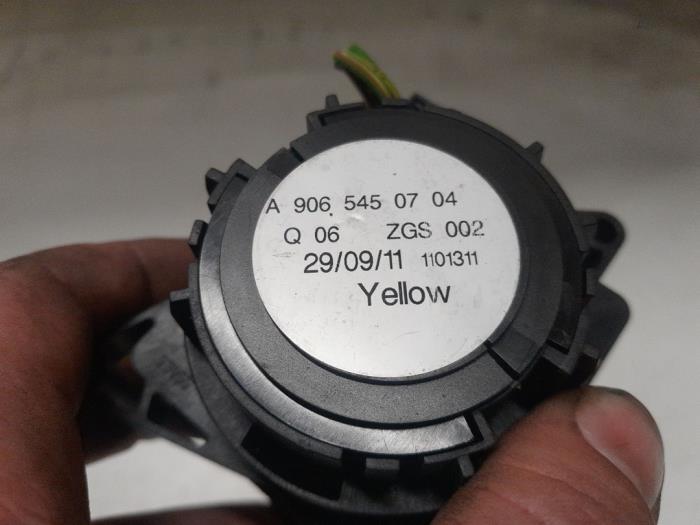 A 906 545 07 04
Q 06 ZGS 002
29/09/11 1101311
Yellow